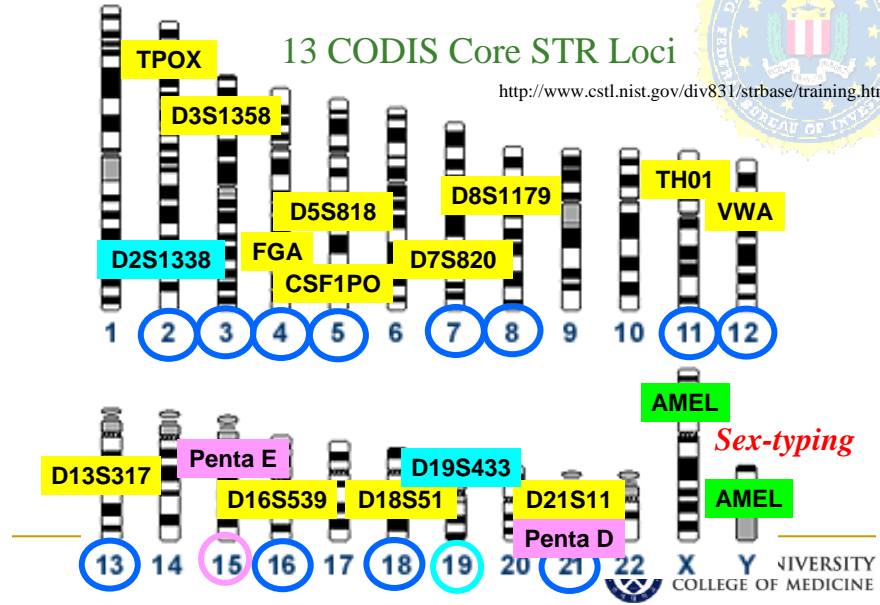 13 CODIS Core STR Loci
http://www.cstl.nist.gov/div831/strbase/training.htm
TPOX
D3S1358
D5S818
D8S1179
TH01
VWA
D2S1338
FGA
CSF1PO
D7S820
1 2 3 4 5 6 7 8 9 10 11 12
AMEL
Sex-typing
D13S317
Penta E
D16S539
D18S51
D19S433
D21S11
Penta D
AMEL
13 14 15 16 17 18 19 20 21 22 X Y
NIVERSITY
COLLEGE OF MEDICINE